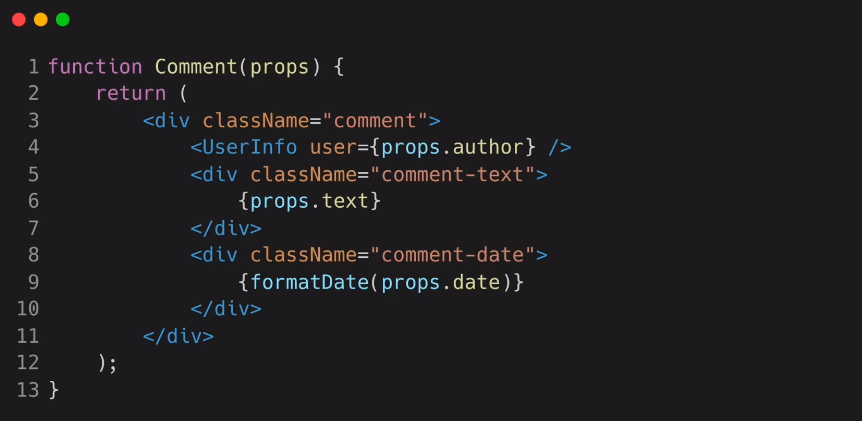 1 function Comment(props) {
2     return (
3         <div className="comment">
4             <UserInfo user={props.author} />
5             <div className="comment-text">
6                 {props.text}
7             </div>
8             <div className="comment-date">
9                 {formatDate(props.date)}
10             </div>
11         </div>
12     );
13 }